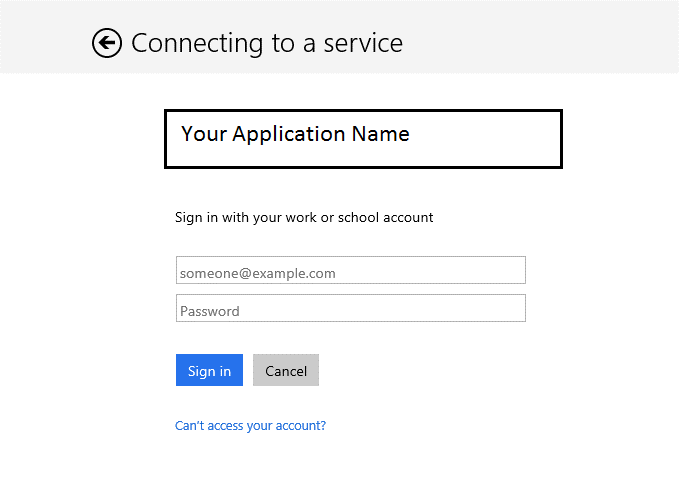 Connecting to a service
Your Application Name
Sign in with your work or school account
someone@example.com
Password
Sign in Cancel
Can't access your account?